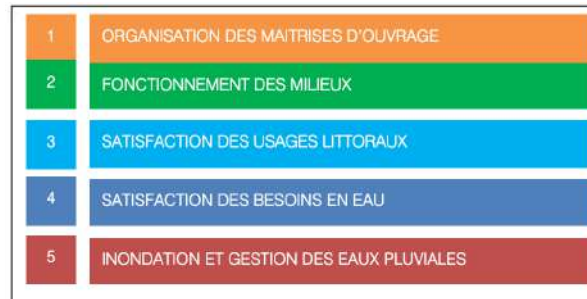 1 ORGANISATION DES MAITRISES D'OUVRAGE
2 FONCTIONNEMENT DES MILIEUX
3 SATISFACTION DES USAGES LITTORAUX
4 SATISFACTION DES BESOINS EN EAU
5 INONDATION ET GESTION DES EAUX PLUVIALES